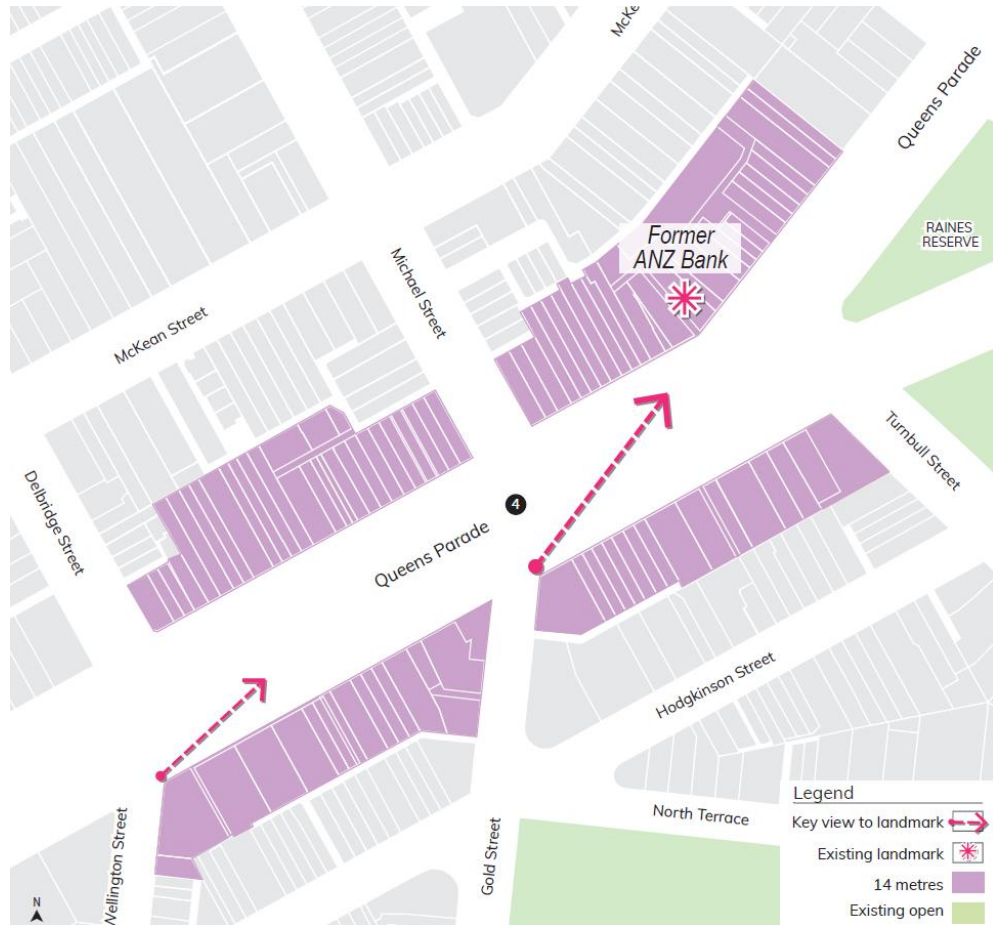 McK
Queens Parade
RAINES
RESERVE
Former
ANZ Bank
Michael Street
McKean Street
Turnbull Street
Delbridge Street
4
Queens Parade
Hodgkinson Street
North Terrace
Gold Street
Wellington Street
N
Legend
Key view to landmark
Existing landmark
14 metres
Existing open